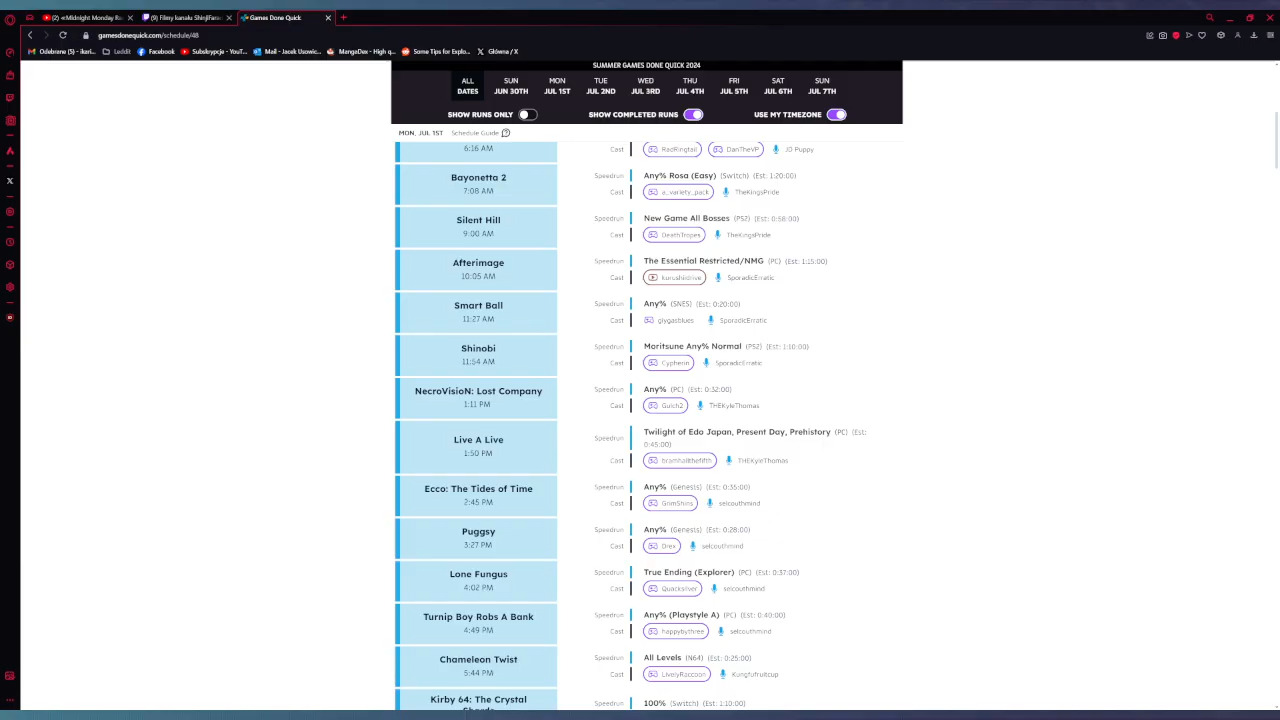 (2) «Midnight Monday Ra
(9) Filmy kanału ShinjiFara
Games Done Quick
gamesdonequick.com/schedule/48
Odebrane (5) - ikari...
Leddit
Facebook
Subskrypcje - YouT...
Mail — Jacek Usowic...
MangaDex - High q...
Some Tips for Explo...
Główna / X
SUMMER GAMES DONE QUICK 2024
ALL DATES
SUN JUN 30TH
MON JUL 1ST
TUE JUL 2ND
WED JUL 3RD
THU JUL 4TH
FRI JUL 5TH
SAT JUL 6TH
SUN JUL 7TH
SHOW RUNS ONLY
SHOW COMPLETED RUNS
USE MY TIMEZONE
MON, JUL 1ST
Schedule Guide
6:16 AM
Cast RadRingtail DanTheVP JD Puppy
Bayonetta 2
7:08 AM
Speedrun Any% Rosa (Easy) (Switch) (Est: 1:20:00)
Cast a_variety_pack TheKingsPride
Silent Hill
9:00 AM
Speedrun New Game All Bosses (PS2) (Est: 0:58:00)
Cast DeathTropes TheKingsPride
Afterimage
10:05 AM
Speedrun The Essential Restricted/NMG (PC) (Est: 1:15:00)
Cast kurushiidrive SporadicErratic
Smart Ball
11:27 AM
Speedrun Any% (SNES) (Est: 0:20:00)
Cast giygasblues SporadicErratic
Shinobi
11:54 AM
Speedrun Moritsune Any% Normal (PS2) (Est: 1:10:00)
Cast Cypherin SporadicErratic
NecroVisioN: Lost Company
1:11 PM
Speedrun Any% (PC) (Est: 0:32:00)
Cast Gulch2 THEKyleThomas
Live A Live
1:50 PM
Speedrun Twilight of Edo Japan, Present Day, Prehistory (PC) (Est:
0:45:00)
Cast bramhallthefifth THEKyleThomas
Ecco: The Tides of Time
2:45 PM
Speedrun Any% (Genesis) (Est: 0:35:00)
Cast GrimShins selcouthmind
Puggsy
3:27 PM
Speedrun Any% (Genesis) (Est: 0:28:00)
Cast Drex selcouthmind
Lone Fungus
4:02 PM
Speedrun True Ending (Explorer) (PC) (Est: 0:37:00)
Cast Quacksilver selcouthmind
Turnip Boy Robs A Bank
4:49 PM
Speedrun Any% (Playstyle A) (PC) (Est: 0:40:00)
Cast happybythree selcouthmind
Chameleon Twist
5:44 PM
Speedrun All Levels (N64) (Est: 0:25:00)
Cast LivelyRaccoon Kungfufruitcup
Kirby 64: The Crystal
Speedrun 100% (Switch) (Est: 1:10:00)